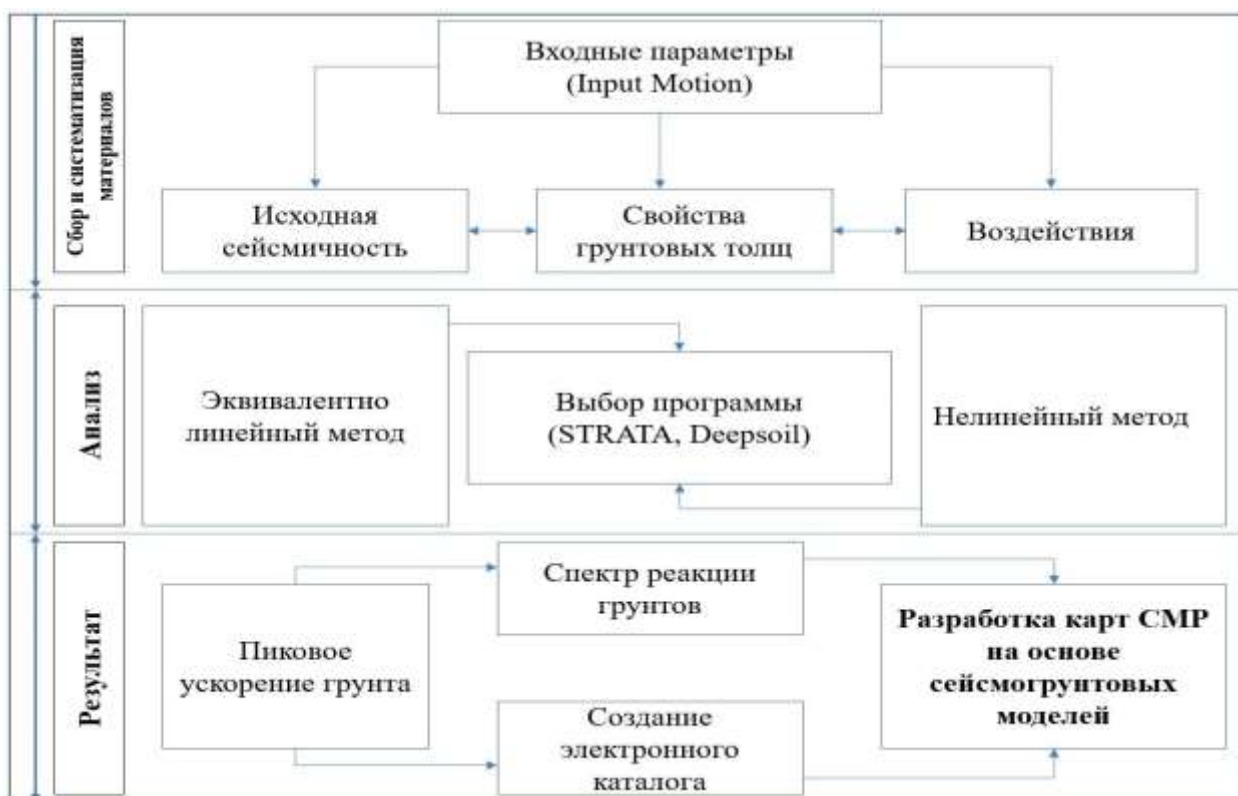 Сбор и систематизация
материалов
Входные параметры
(Input Motion)
Исходная
сейсмичность
Свойства
грунтовых толщ
Воздействия
Анализ
Эквивалентно
линейный метод
Выбор программы
(STRATA, Deepsoil)
Нелинейный метод
Результат
Пиковое
ускорение грунта
Спектр реакции
грунтов
Создание
электронного
каталога
Разработка карт СМР
на основе
сейсмогрунтовых
моделей